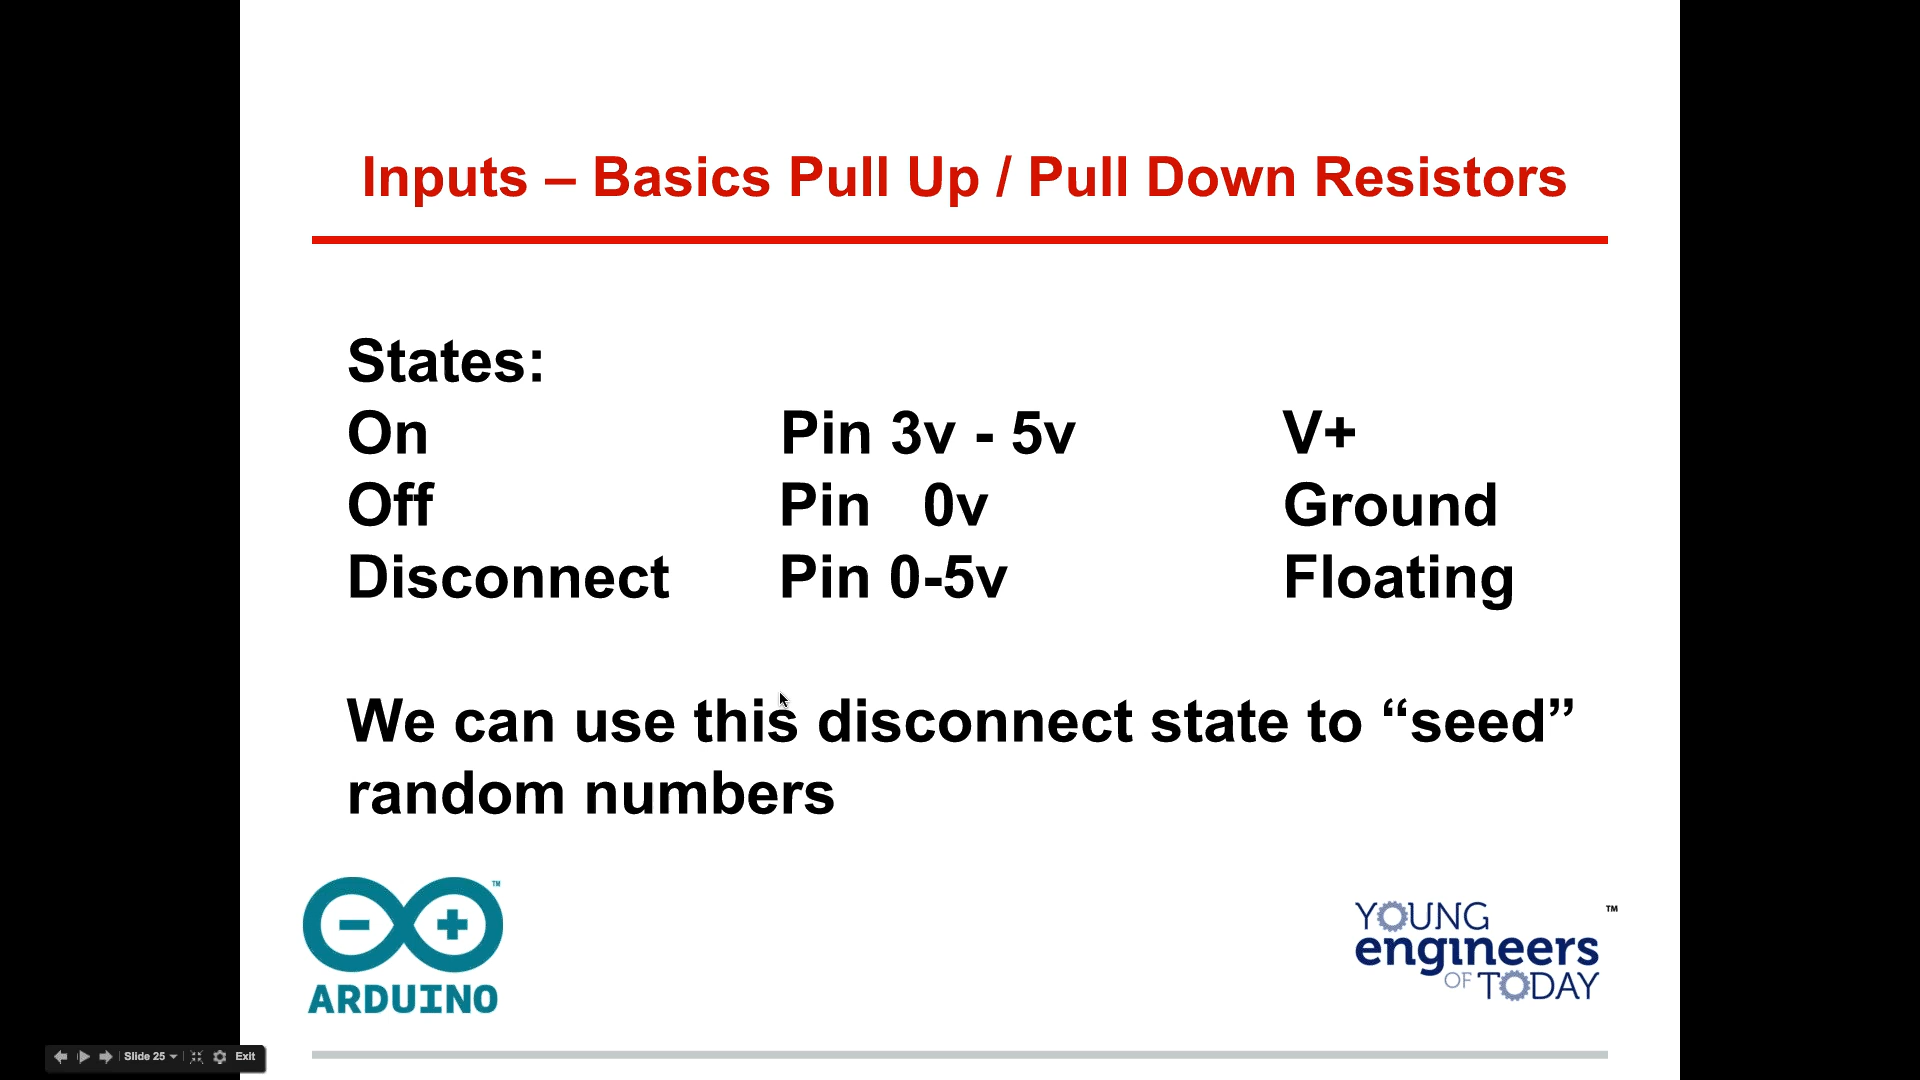 Inputs – Basics Pull Up / Pull Down Resistors
States:
On Pin 3v - 5v V+
Off Pin 0v Ground
Disconnect Pin 0-5v Floating
We can use this disconnect state to “seed”
random numbers
ARDUINO ™
YOUNG ™
engineers
OF TODAY
Slide 25 Exit